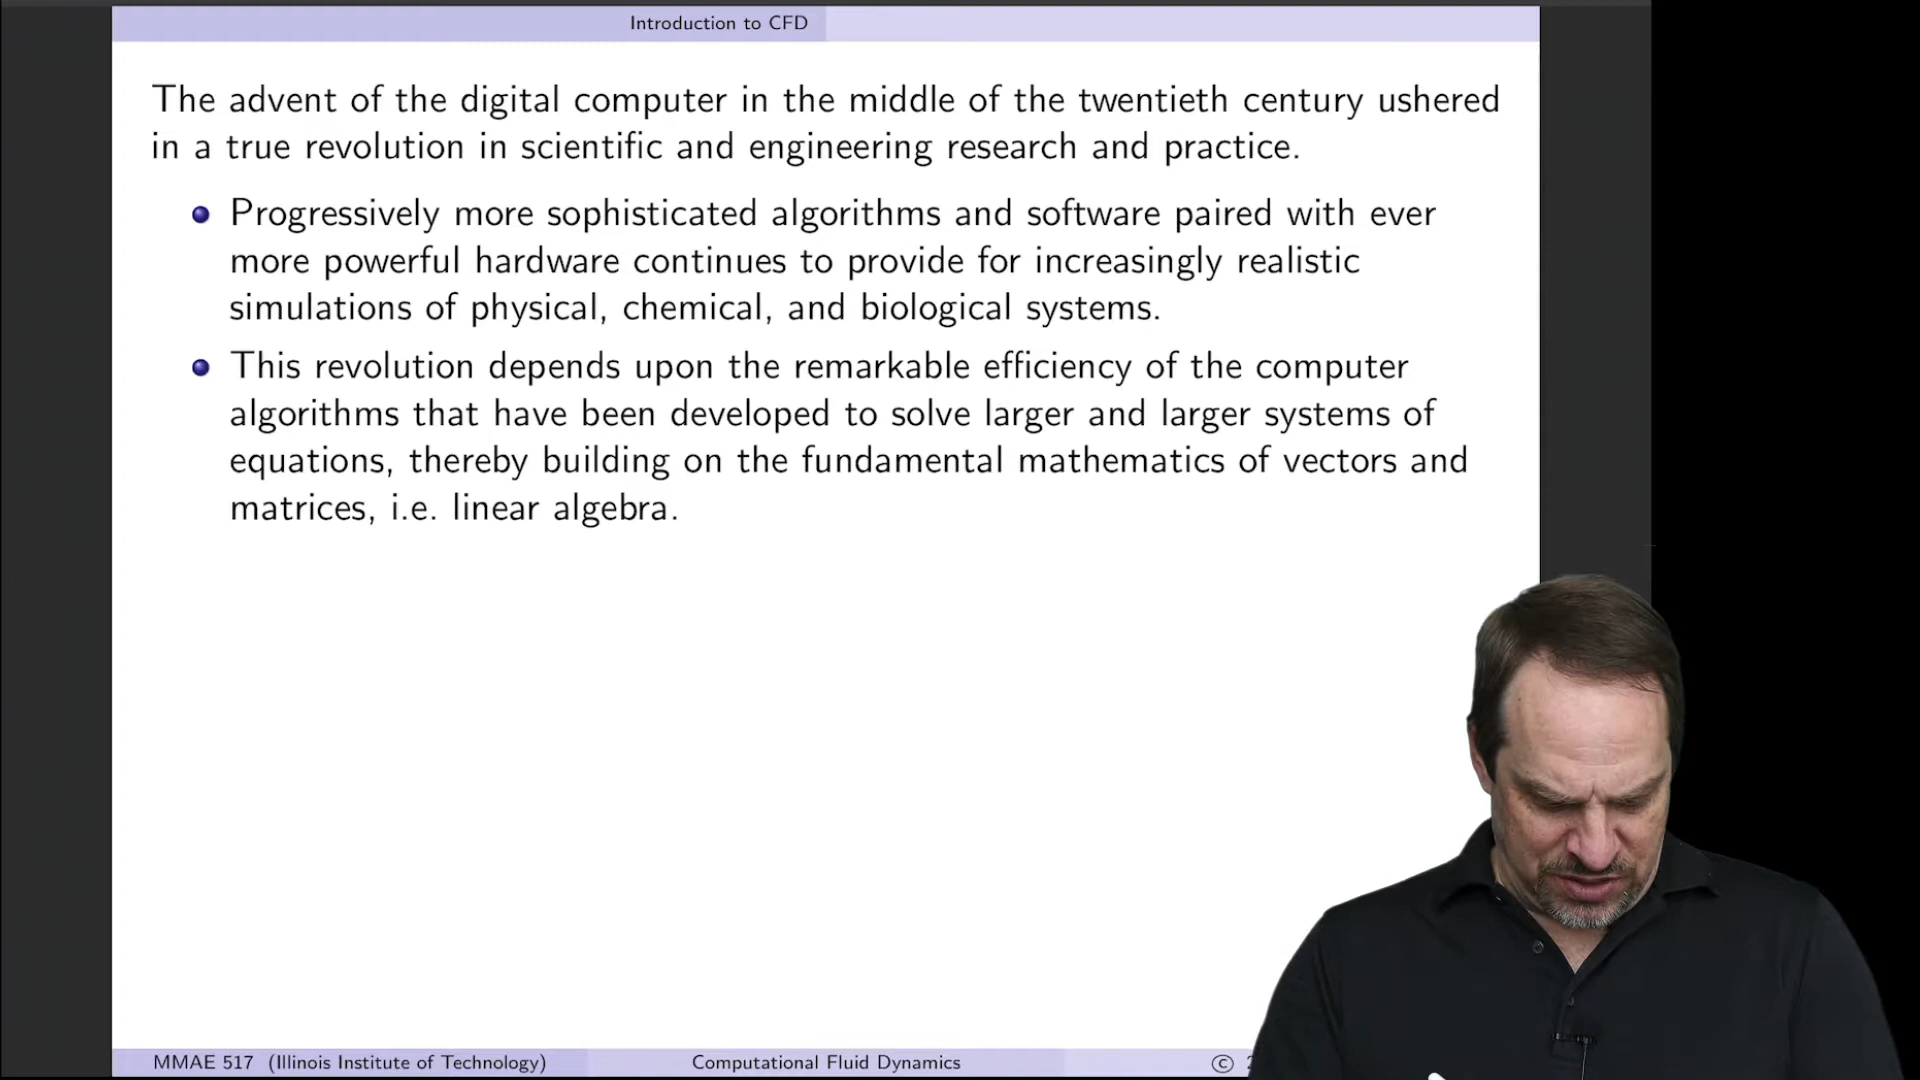 Introduction to CFD
The advent of the digital computer in the middle of the twentieth century ushered
in a true revolution in scientific and engineering research and practice.
Progressively more sophisticated algorithms and software paired with ever
more powerful hardware continues to provide for increasingly realistic
simulations of physical, chemical, and biological systems.
This revolution depends upon the remarkable efficiency of the computer
algorithms that have been developed to solve larger and larger systems of
equations, thereby building on the fundamental mathematics of vectors and
matrices, i.e. linear algebra.
MMAE 517 (Illinois Institute of Technology) Computational Fluid Dynamics ©